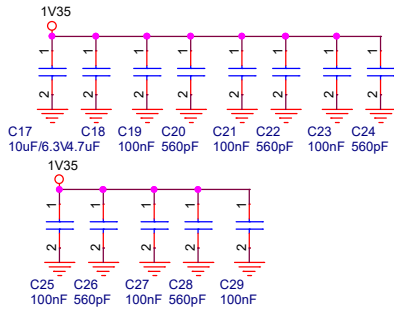 1V35
1 1 1 1 1 1 1 1
2 2 2 2 2 2 2 2
C17 C18 C19 C20 C21 C22 C23 C24
10uF/6.3V 4.7uF 100nF 560pF 100nF 560pF 100nF 560pF
1V35
1 1 1 1 1
2 2 2 2 2
C25 C26 C27 C28 C29
100nF 560pF 100nF 560pF 100nF